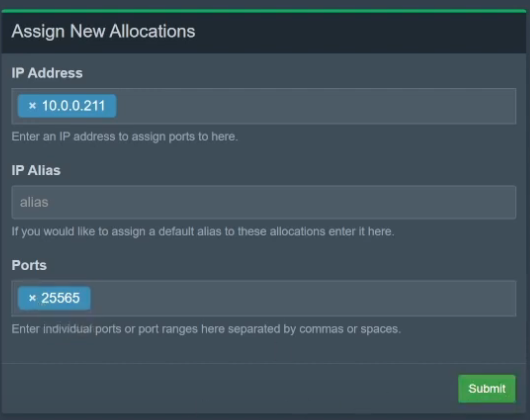 Assign New Allocations
IP Address
× 10.0.0.211
Enter an IP address to assign ports to here.
IP Alias
alias
If you would like to assign a default alias to these allocations enter it here.
Ports
× 25565
Enter individual ports or port ranges here separated by commas or spaces.
Submit